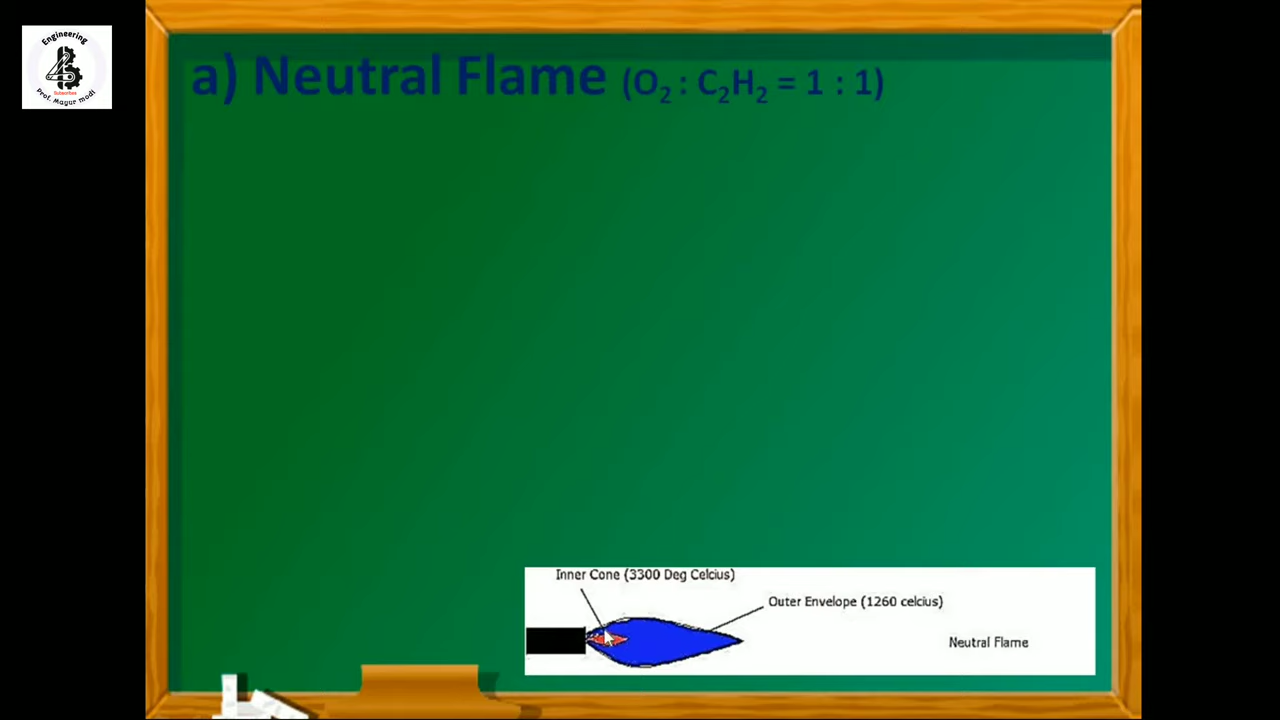 Engineering
Subscribe
Prof. Mayur modi
a) Neutral Flame (O₂ : C₂H₂ = 1 : 1)
Inner Cone (3300 Deg Celcius)
Outer Envelope (1260 celcius)
Neutral Flame